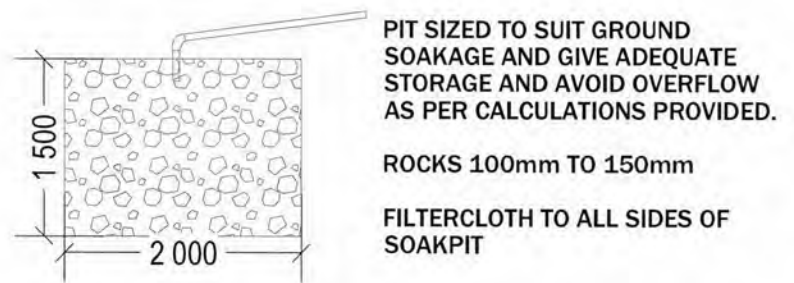 PIT SIZED TO SUIT GROUND
SOAKAGE AND GIVE ADEQUATE
STORAGE AND AVOID OVERFLOW
AS PER CALCULATIONS PROVIDED.
ROCKS 100mm TO 150mm
FILTERCLOTH TO ALL SIDES OF
SOAKPIT
1 500
2 000